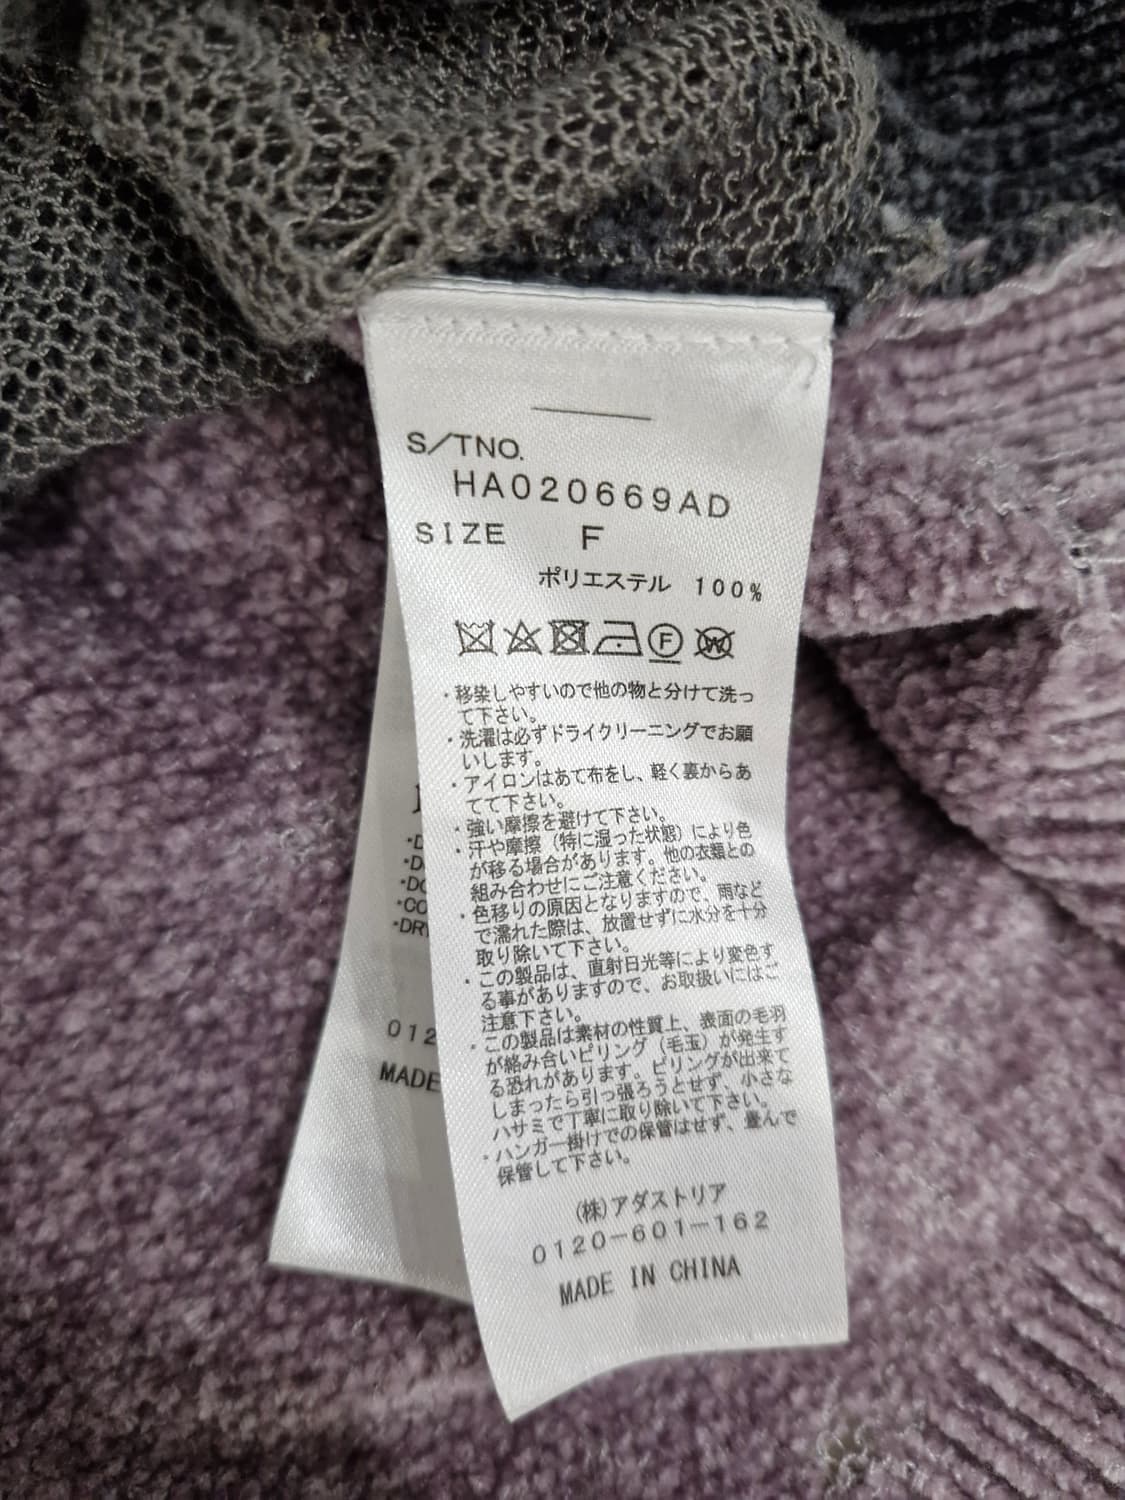 S/TNO.
HA020669AD
SIZE F
ポリエステル 100%
F
W
・移染しやすいので他の物と分けて洗っ
て下さい。
・洗濯は必ずドライクリーニングでお願
いします。
・アイロンはあて布をし、軽く裏からあ
てて下さい。
・強い摩擦を避けて下さい。
・汗や摩擦（特に湿った状態）により色
が移る場合があります。他の衣類との
組み合わせにご注意ください。
・色移りの原因となりますので、雨など
で濡れた際は、放置せずに水分を十分
取り除いて下さい。
・この製品は、直射日光等により変色す
る事がありますので、お取扱いにはご
注意下さい。
・この製品は素材の性質上、表面の毛羽
が絡み合いピリング（毛玉）が発生す
る恐れがあります。ピリングが出来て
しまったら引っ張ろうとせず、小さな
ハサミで丁寧に取り除いて下さい。
・ハンガー掛けでの保管はせず、畳んで
保管して下さい。
(株)アダストリア
0120-601-162
MADE IN CHINA
・DRY
012
MADE